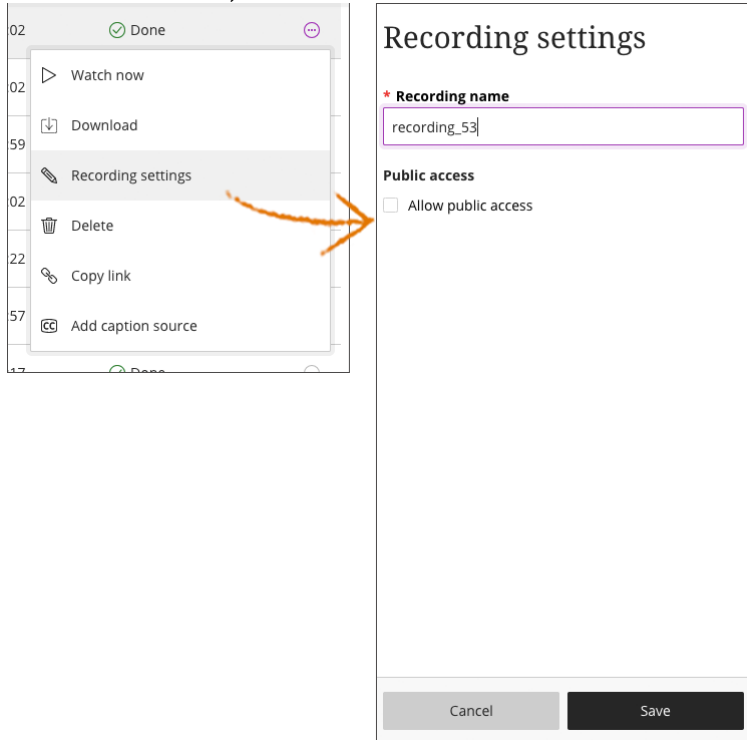 :02 Done
Watch now
:02
Download
:59
Recording settings
:02
Delete
:22
Copy link
:57
CC Add caption source
Recording settings
* Recording name
recording_53
Public access
Allow public access
Cancel
Save